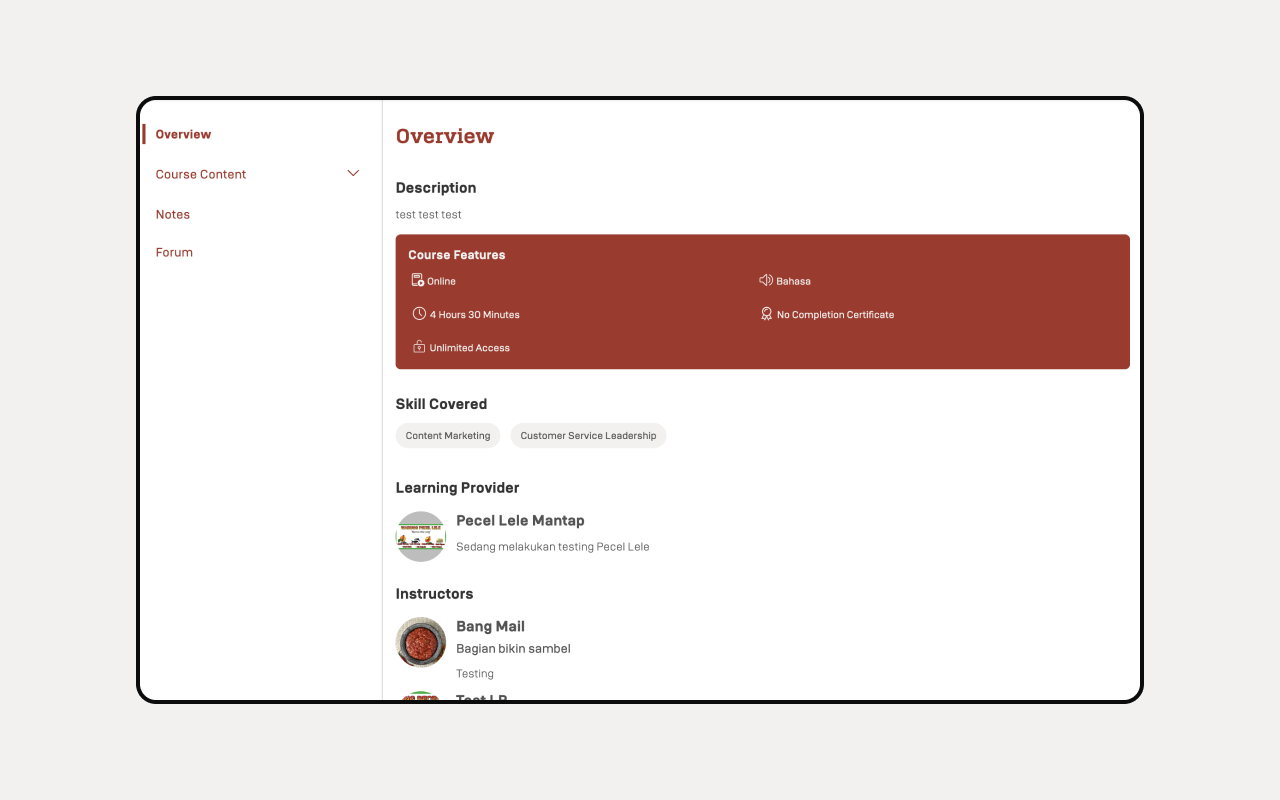 Overview
Course Content
Notes
Forum
Overview
Description
test test test
Course Features
Online
Bahasa
4 Hours 30 Minutes
No Completion Certificate
Unlimited Access
Skill Covered
Content Marketing
Customer Service Leadership
Learning Provider
Pecel Lele Mantap
Sedang melakukan testing Pecel Lele
Instructors
Bang Mail
Bagian bikin sambel
Testing
Test LP